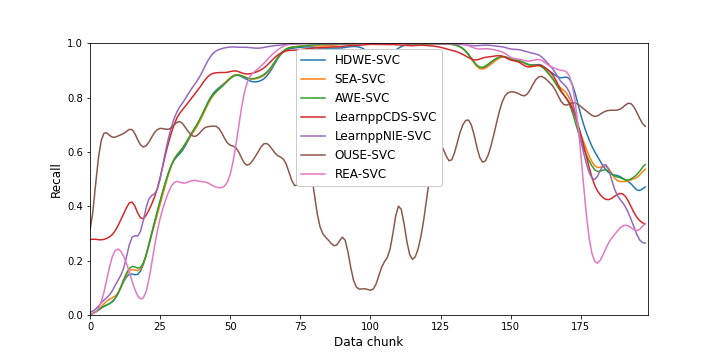 1.0
0.8
0.6
0.4
0.2
0.0
Recall
0
25
50
75
100
125
150
175
Data chunk
HDWE-SVC
SEA-SVC
AWE-SVC
LearnppCDS-SVC
LearnppNIE-SVC
OUSE-SVC
REA-SVC